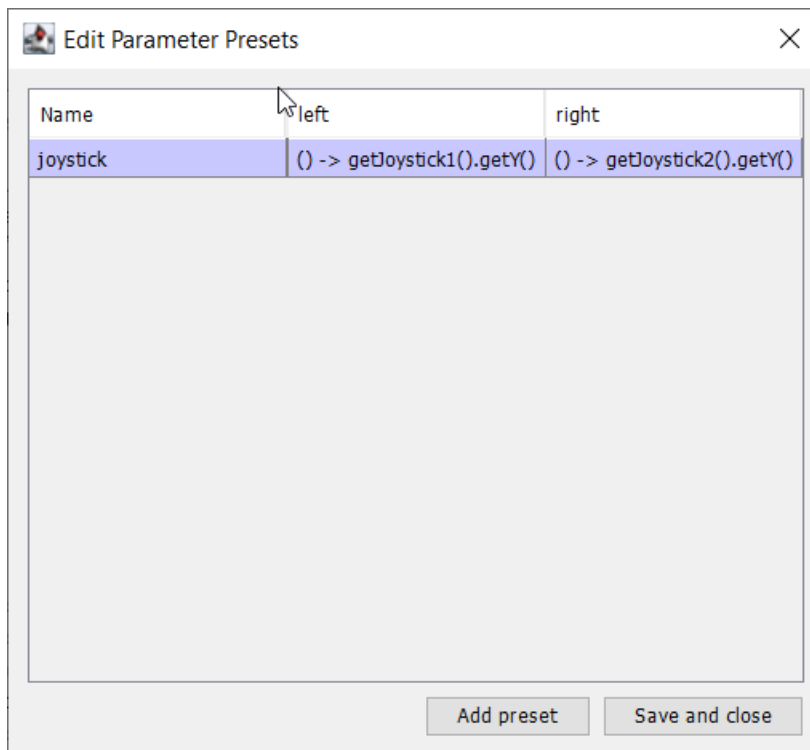 Edit Parameter Presets
Name left right
joystick () -> getJoystick1().getY() () -> getJoystick2().getY()
Add preset Save and close